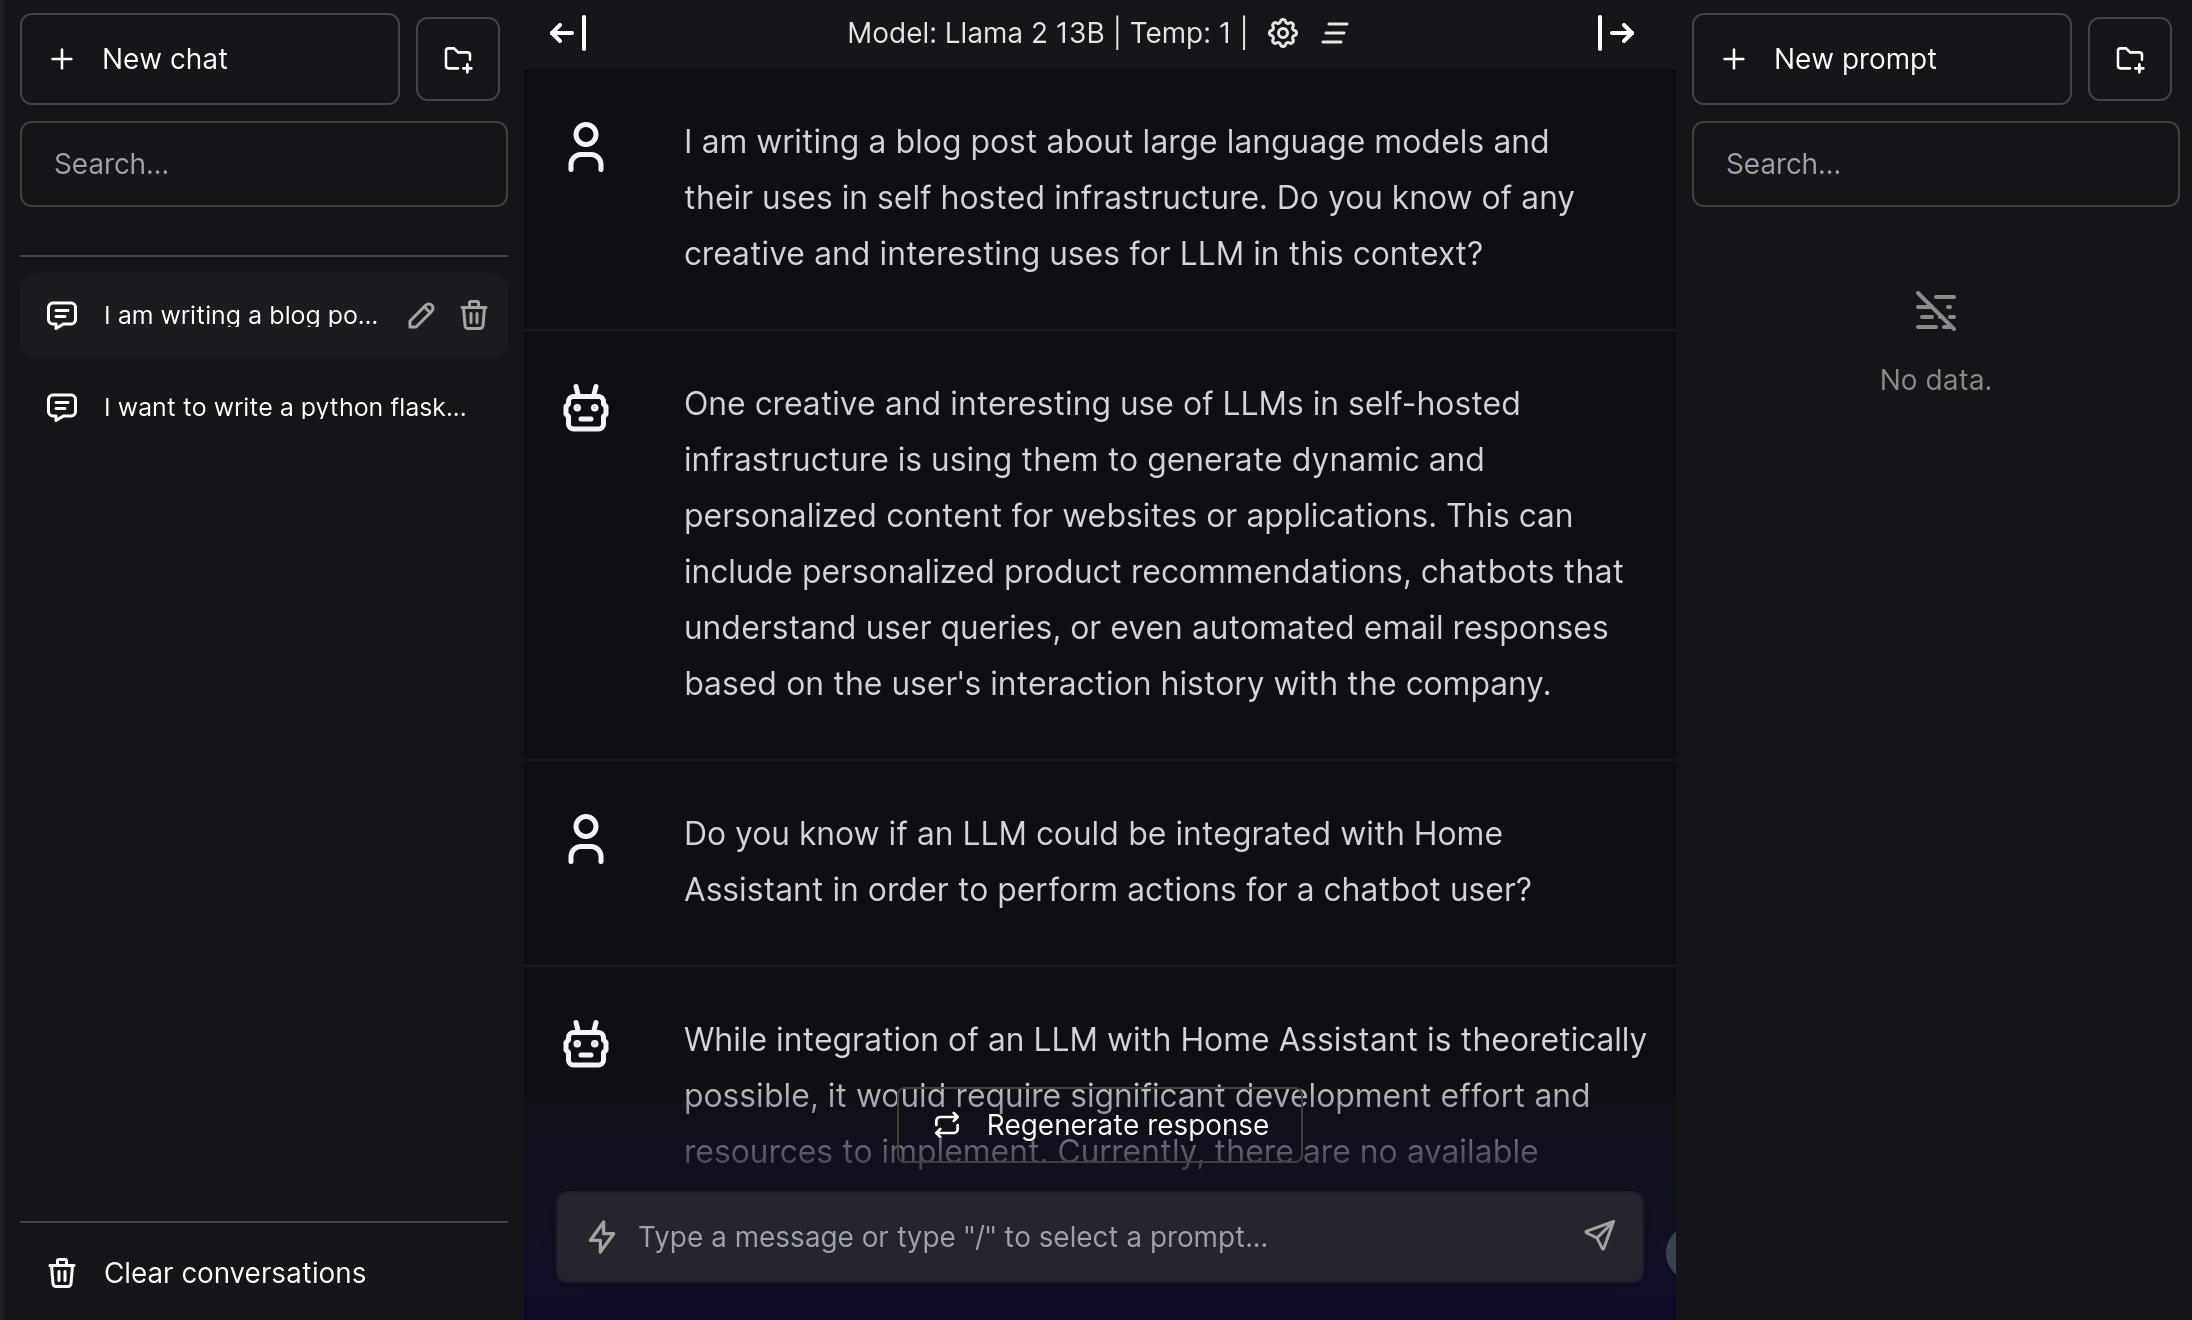 New chat
Search...
I am writing a blog po...
I want to write a python flask...
Clear conversations
Model: Llama 2 13B | Temp: 1 |
I am writing a blog post about large language models and
their uses in self hosted infrastructure. Do you know of any
creative and interesting uses for LLM in this context?
One creative and interesting use of LLMs in self-hosted
infrastructure is using them to generate dynamic and
personalized content for websites or applications. This can
include personalized product recommendations, chatbots that
understand user queries, or even automated email responses
based on the user's interaction history with the company.
Do you know if an LLM could be integrated with Home
Assistant in order to perform actions for a chatbot user?
While integration of an LLM with Home Assistant is theoretically
possible, it would require significant development effort and
Regenerate response
resources to implement. Currently, there are no available
Type a message or type "/" to select a prompt...
New prompt
Search...
No data.